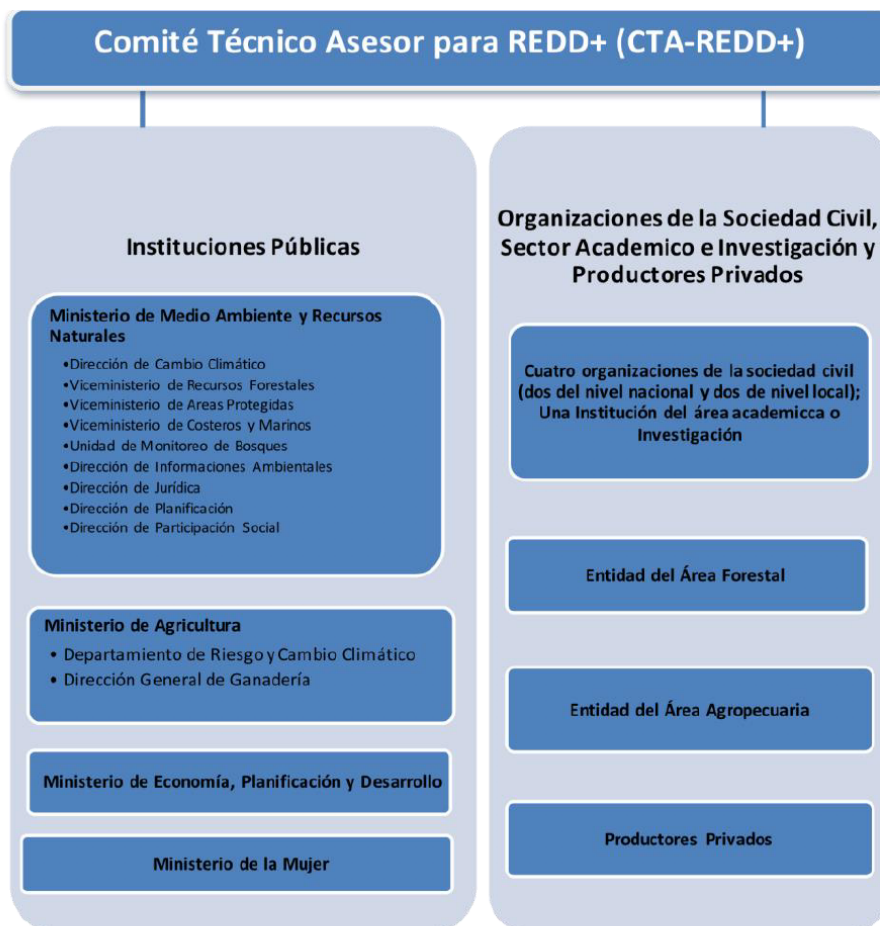 Comité Técnico Asesor para REDD+ (CTA-REDD+)
Instituciones Públicas
Ministerio de Medio Ambiente y Recursos
Naturales
•Dirección de Cambio Climático
•Viceministerio de Recursos Forestales
•Viceministerio de Areas Protegidas
•Viceministerio de Costeros y Marinos
•Unidad de Monitoreo de Bosques
•Dirección de Informaciones Ambientales
•Dirección de Jurídica
•Dirección de Planificación
•Dirección de Participación Social
Ministerio de Agricultura
• Departamento de Riesgo y Cambio Climático
• Dirección General de Ganadería
Ministerio de Economía, Planificación y Desarrollo
Ministerio de la Mujer
Organizaciones de la Sociedad Civil,
Sector Academico e Investigación y
Productores Privados
Cuatro organizaciones de la sociedad civil
(dos del nivel nacional y dos de nivel local);
Una Institución del área academicca o
Investigación
Entidad del Área Forestal
Entidad del Área Agropecuaria
Productores Privados